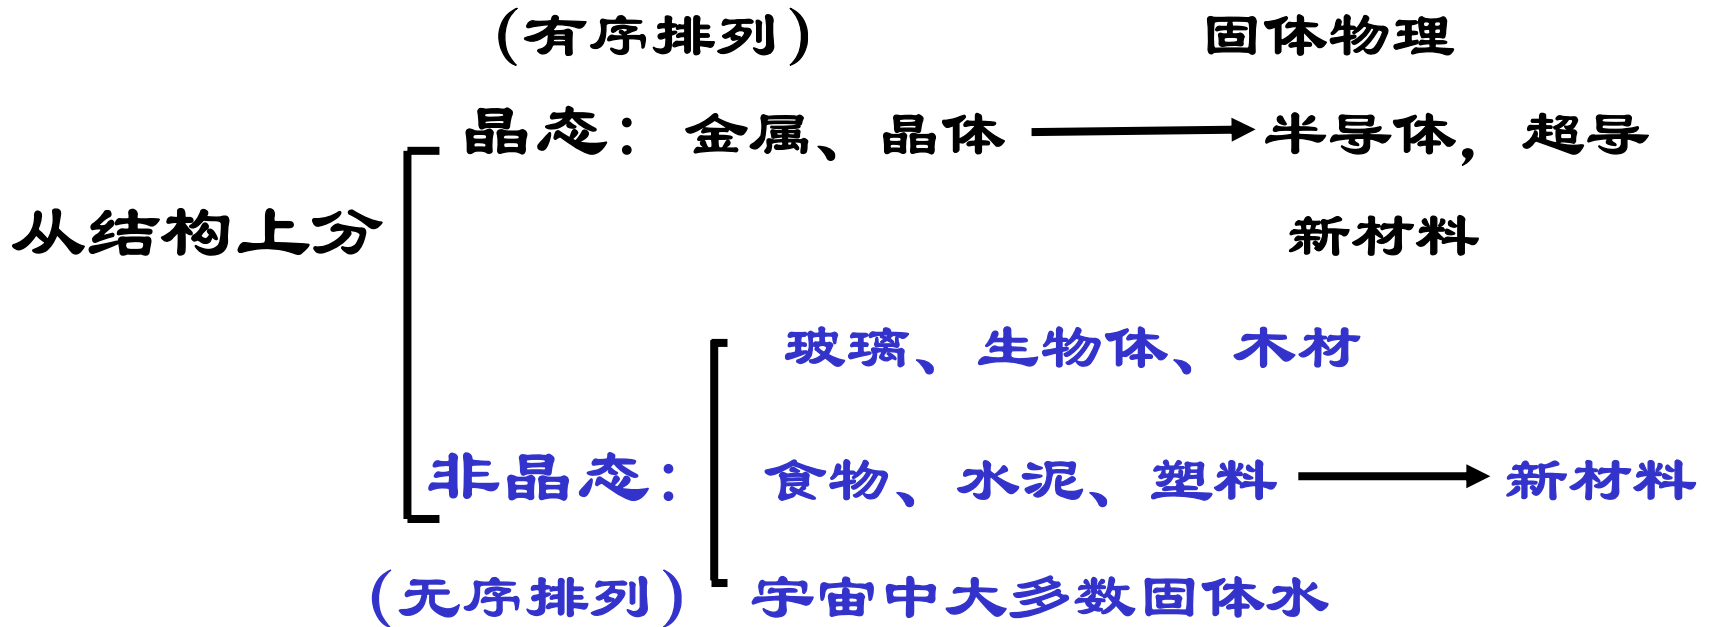 (有序排列) 固体物理
晶态：金属、晶体 半导体，超导
从结构上分 新材料
玻璃、生物体、木材
非晶态： 食物、水泥、塑料 新材料
(无序排列) 宇宙中大多数固体水